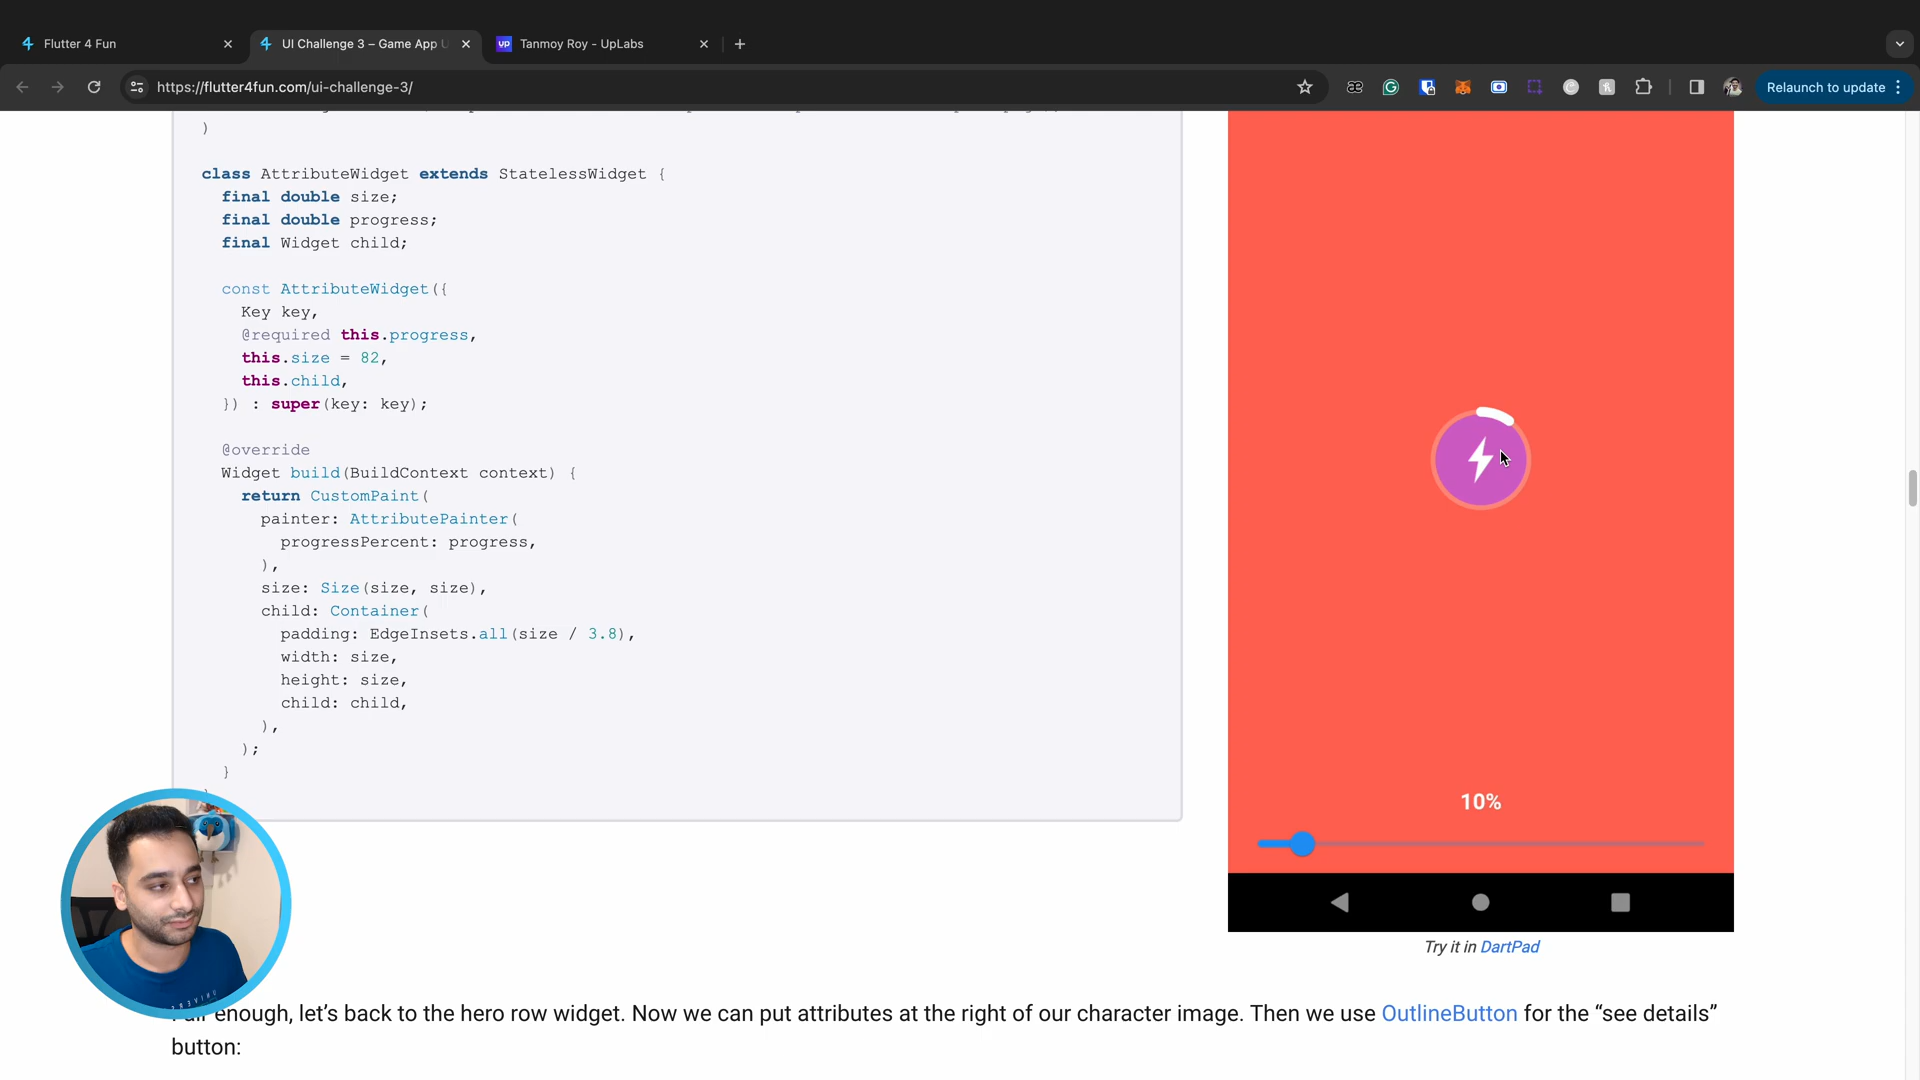 Flutter 4 Fun
UI Challenge 3 – Game App U
up
Tanmoy Roy - UpLabs
https://flutter4fun.com/ui-challenge-3/
Relaunch to update
)
class AttributeWidget extends StatelessWidget {
final double size;
final double progress;
final Widget child;
const AttributeWidget({
Key key,
@required this.progress,
this.size = 82,
this.child,
}) : super(key: key);
@override
Widget build(BuildContext context) {
return CustomPaint(
painter: AttributePainter(
progressPercent: progress,
),
size: Size(size, size),
child: Container(
padding: EdgeInsets.all(size / 3.8),
width: size,
height: size,
child: child,
),
);
}
10%
Try it in DartPad
enough, let’s back to the hero row widget. Now we can put attributes at the right of our character image. Then we use OutlineButton for the “see details”
button: